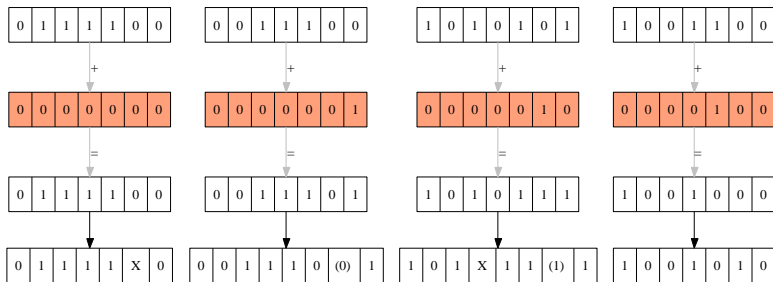 0 1 1 1 1 0 0 0 0 1 1 1 0 0 1 0 1 0 1 0 1 1 0 0 1 1 0 0
+ + + +
0 0 0 0 0 0 0 0 0 0 0 0 0 1 0 0 0 0 0 1 0 0 0 0 0 1 0 0
= = = =
0 1 1 1 1 0 0 0 0 1 1 1 0 1 1 0 1 0 1 1 1 1 0 0 1 0 0 0
0 1 1 1 1 X 0 0 0 1 1 1 0 (0) 1 1 0 1 X 1 1 (1) 1 1 0 0 1 0 1 0